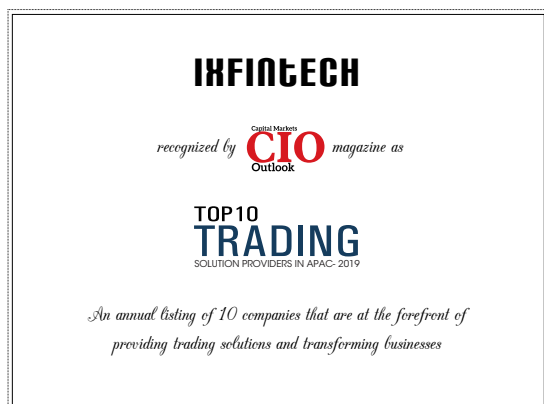 IXFINTECH
Capital Markets
recognized by CIO magazine as
Outlook
TOP10
TRADING
SOLUTION PROVIDERS IN APAC- 2019
An annual listing of 10 companies that are at the forefront of
providing trading solutions and transforming businesses